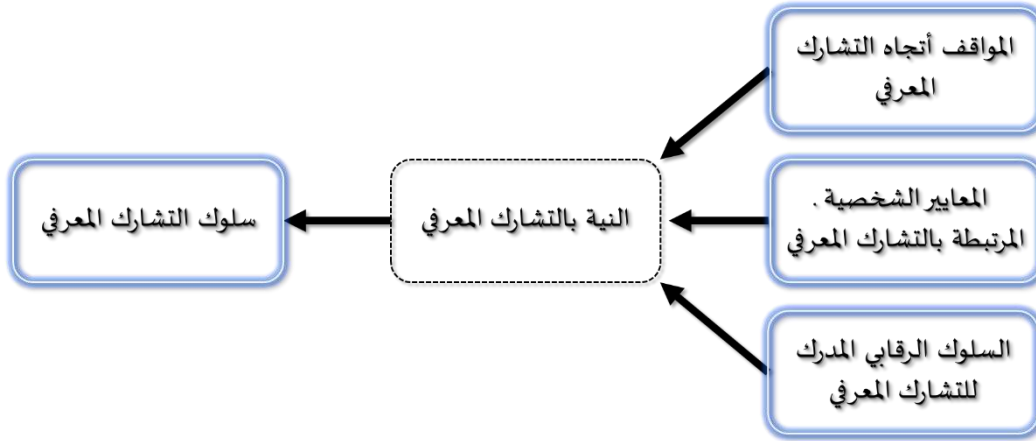 المواقف أتجاه التشارك
المعرفي
المعايير الشخصية .
المرتبطة بالتشارك المعرفي
السلوك الرقابي المدرك
للتشارك المعرفي
النية بالتشارك المعرفي
سلوك التشارك المعرفي